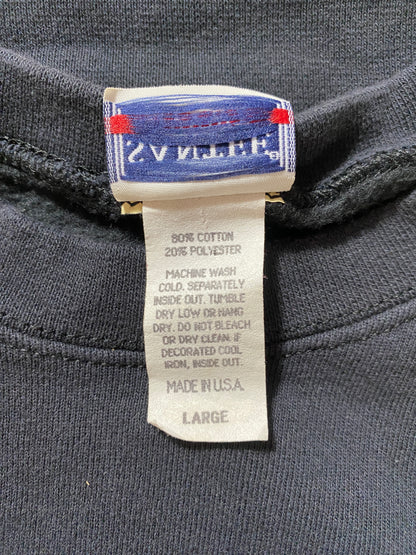 80% COTTON
20% POLYESTER
MACHINE WASH
COLD. SEPARATELY
INSIDE OUT. TUMBLE
DRY LOW OR HANG
DRY. DO NOT BLEACH
OR DRY CLEAN. IF
DECORATED COOL
IRON, INSIDE OUT.
MADE IN U.S.A.
LARGE